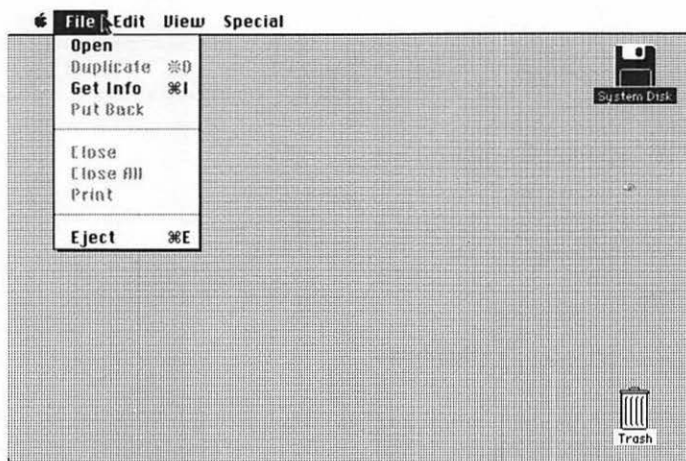 File Edit View Special
Open
Duplicate ⌘D
Get Info ⌘I
Put Back
Close
Close All
Print
Eject ⌘E
System Disk
Trash